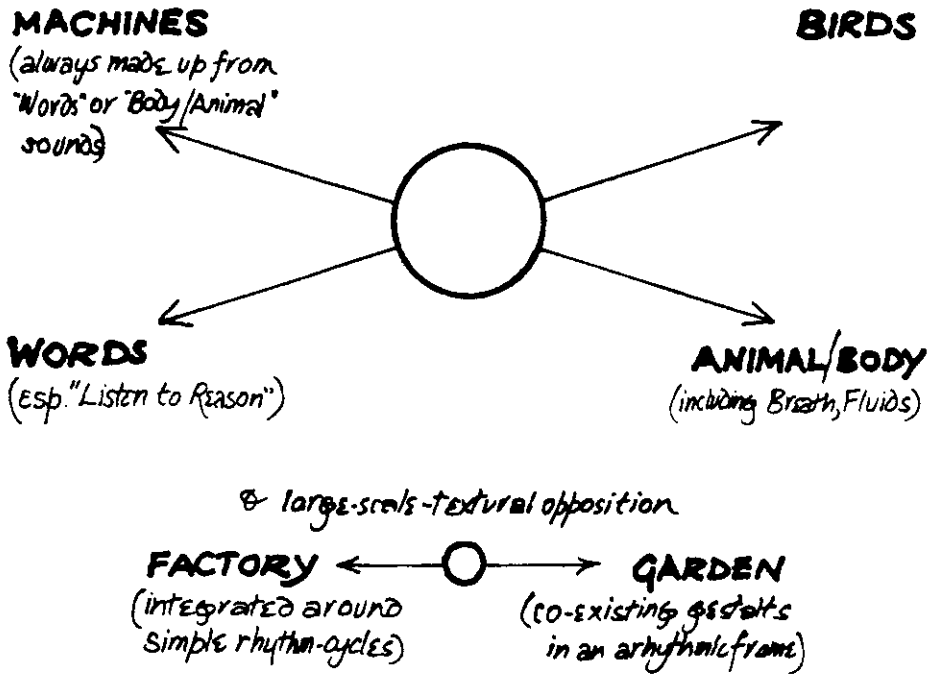 MACHINES
(always made up from
"Words" or "Body/Animal"
sounds)
BIRDS
WORDS
(esp. "Listen to Reason")
ANIMAL/BODY
(including Breath, Fluids)
& large-scale-textural opposition
FACTORY
(integrated around
simple rhythm-cycles)
GARDEN
(co-existing gestalts
in an arhythmic frame)